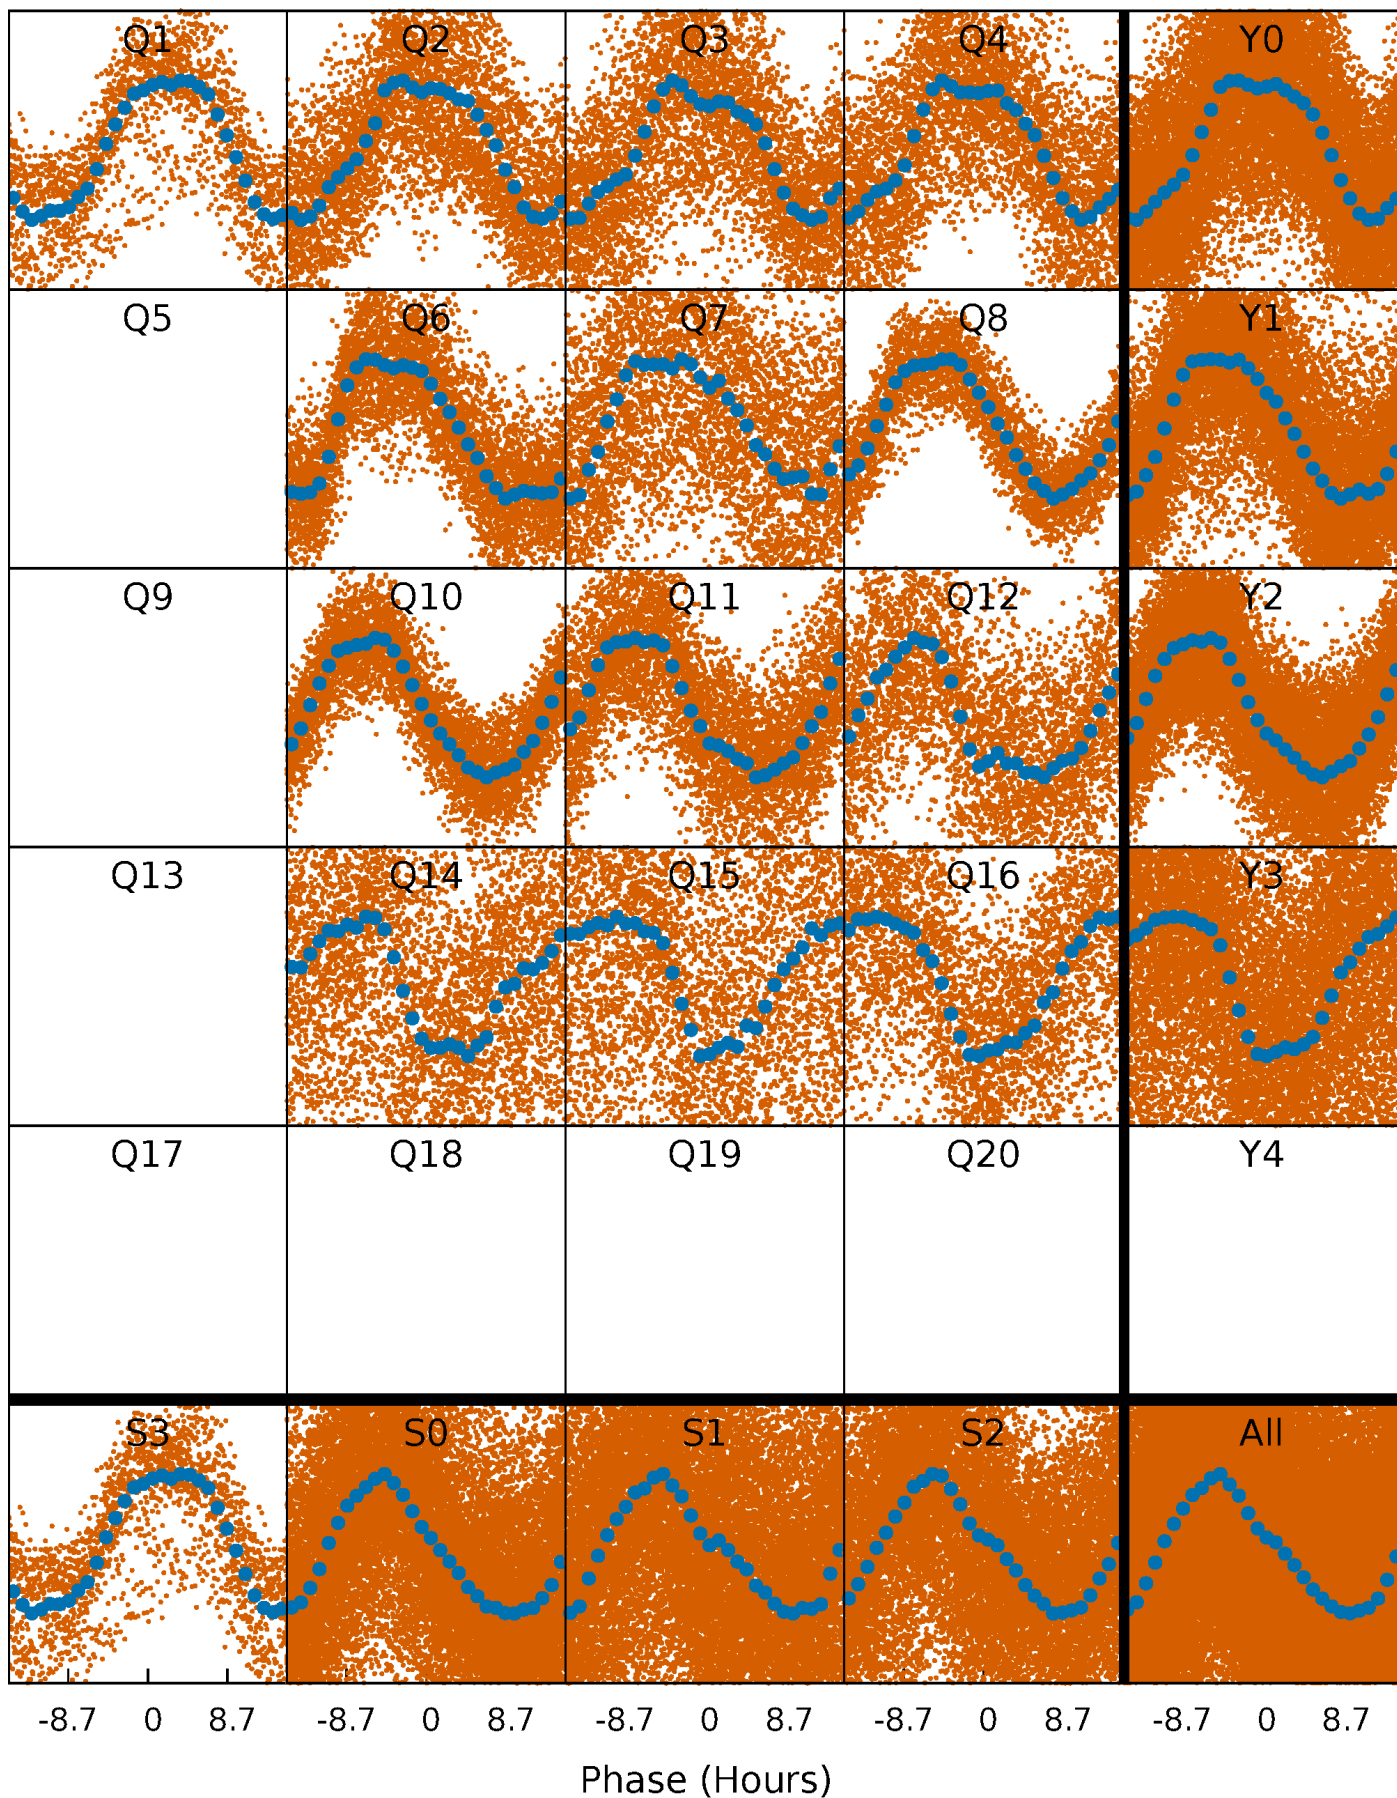 Q1 Q2 Q3 Q4 Y0
Q5 Q6 Q7 Q8 Y1
Q9 Q10 Q11 Q12 Y2
Q13 Q14 Q15 Q16 Y3
Q17 Q18 Q19 Q20 Y4
S3 S0 S1 S2 All
-8.7 0 8.7 -8.7 0 8.7 -8.7 0 8.7 -8.7 0 8.7 -8.7 0 8.7
Phase (Hours)